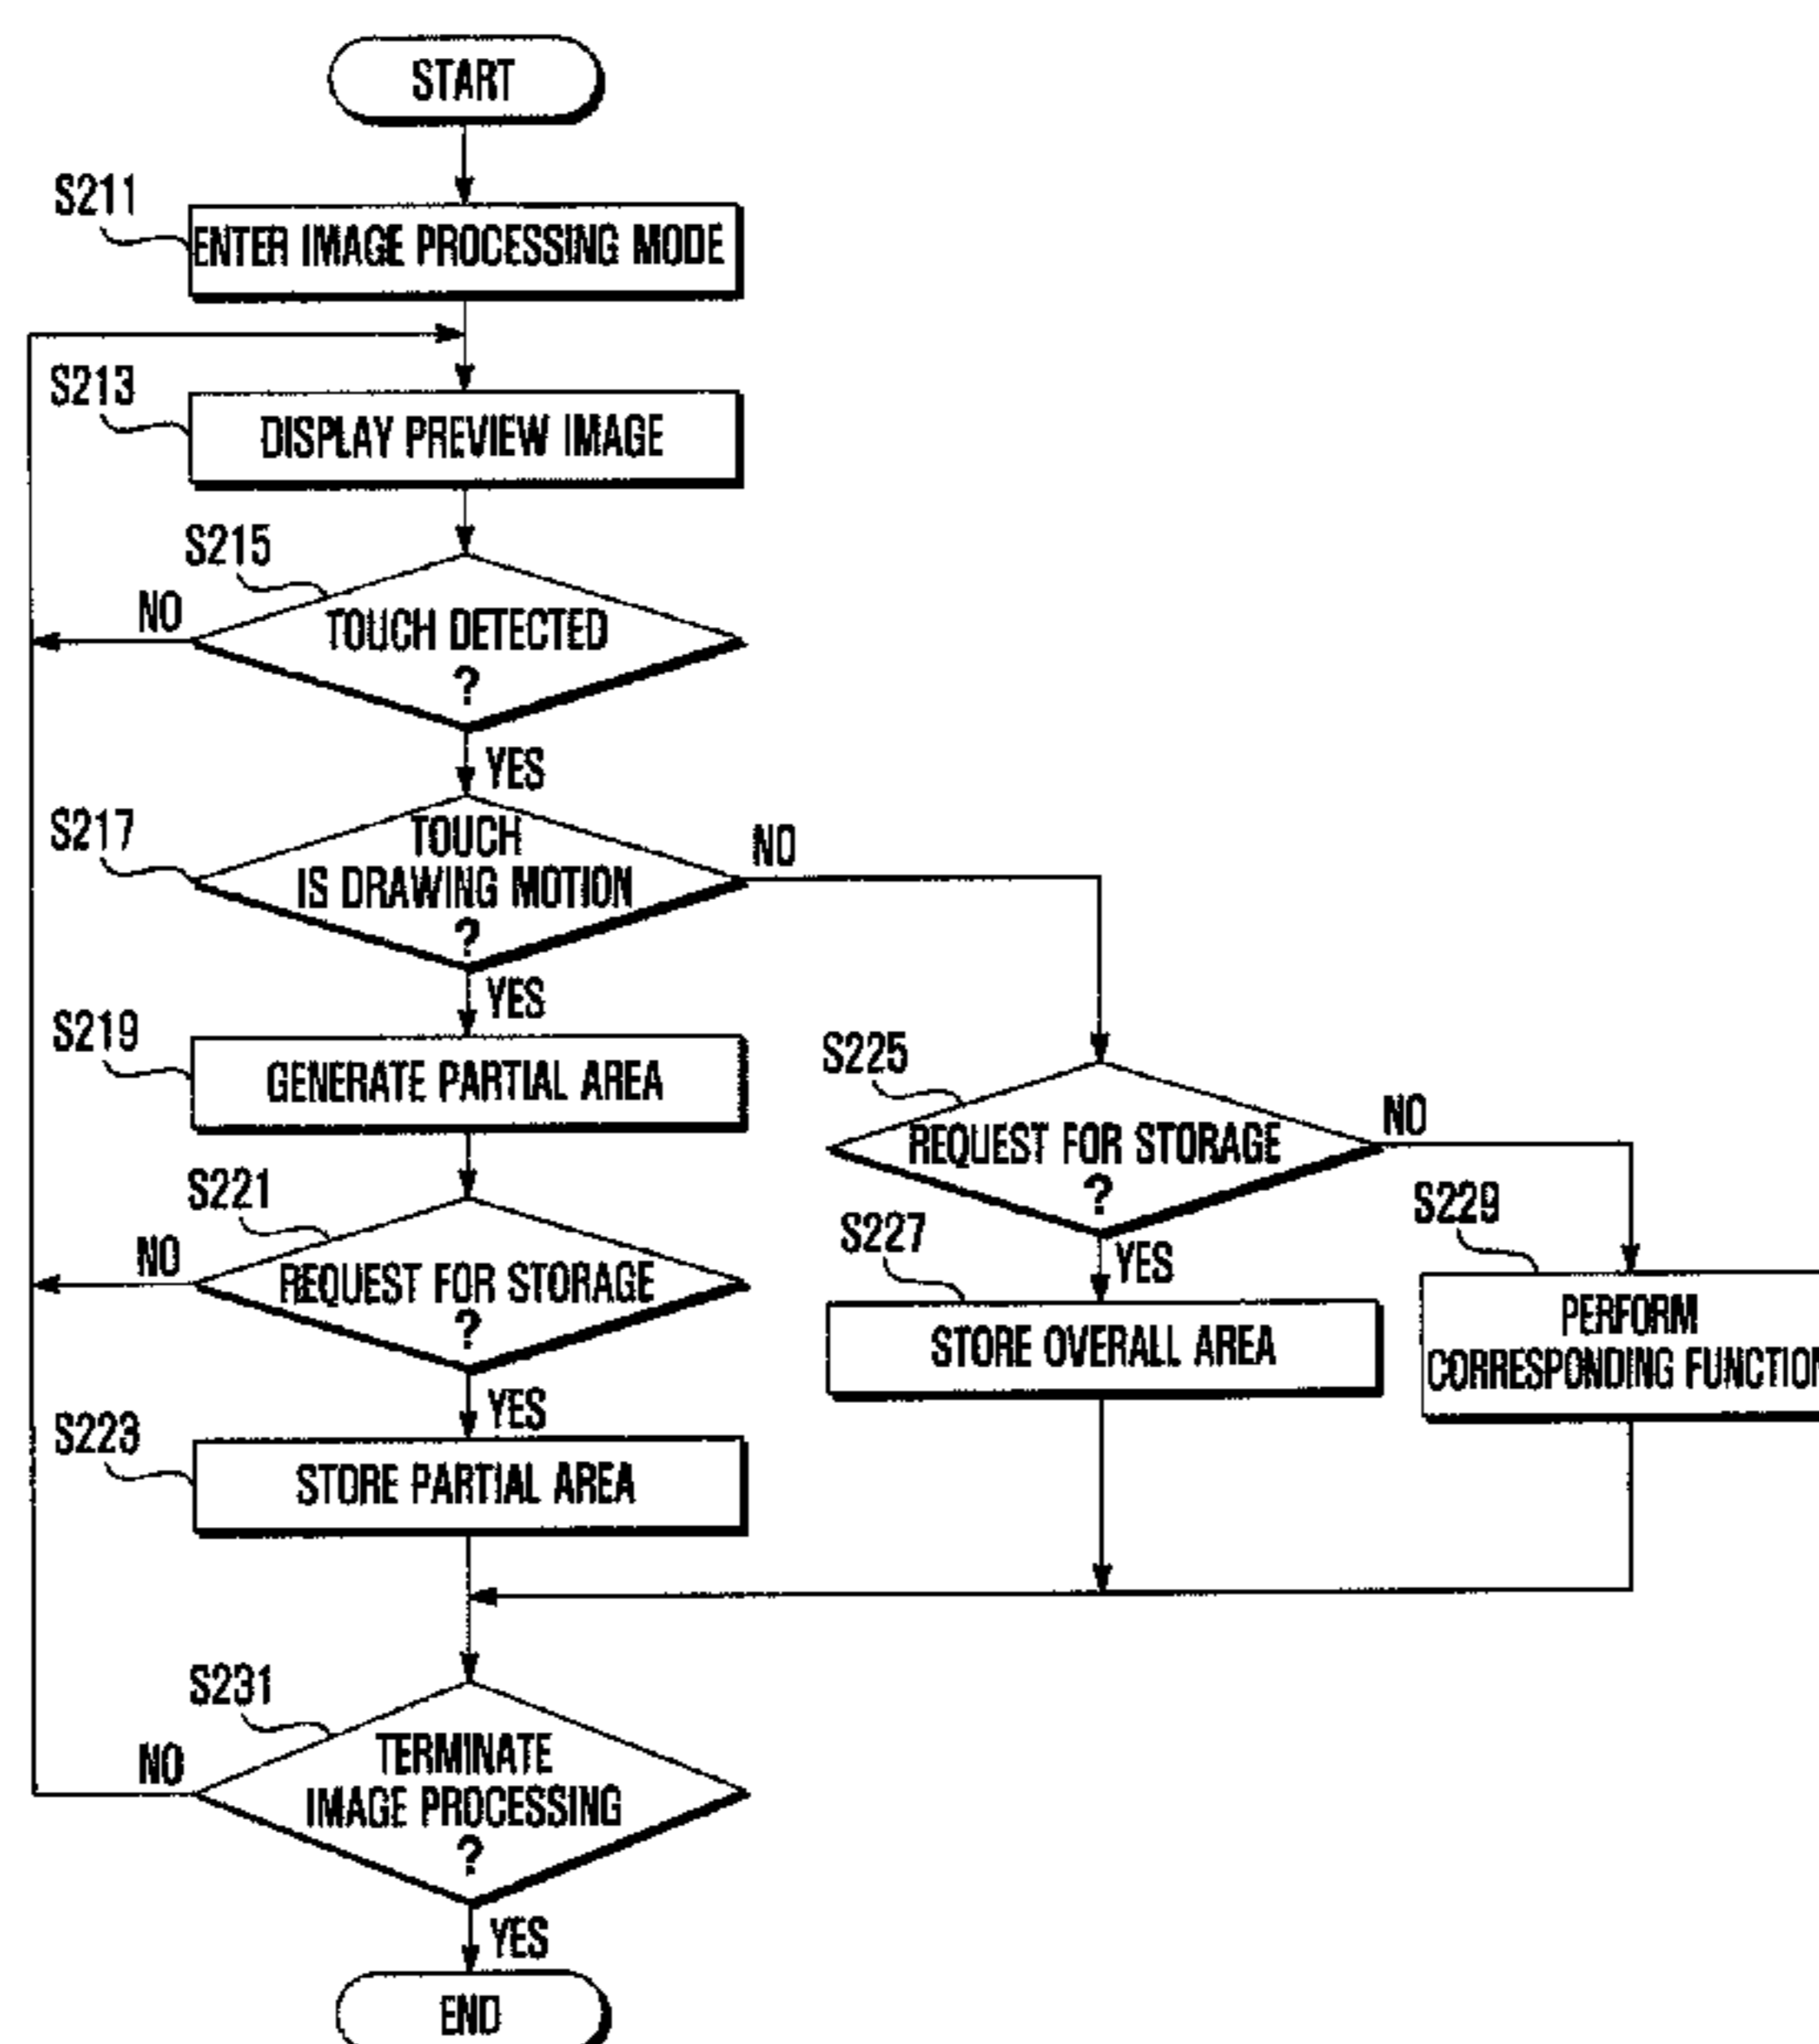 START
S211
ENTER IMAGE PROCESSING MODE
S213
DISPLAY PREVIEW IMAGE
S215
NO
TOUCH DETECTED
?
YES
S217
TOUCH
IS DRAWING MOTION
?
NO
YES
S219
GENERATE PARTIAL AREA
S225
REQUEST FOR STORAGE
?
NO
S221
NO
REQUEST FOR STORAGE
?
YES
S227
YES
STORE OVERALL AREA
S229
PERFORM
CORRESPONDING FUNCTION
S223
STORE PARTIAL AREA
S231
NO
TERMINATE
IMAGE PROCESSING
?
YES
END